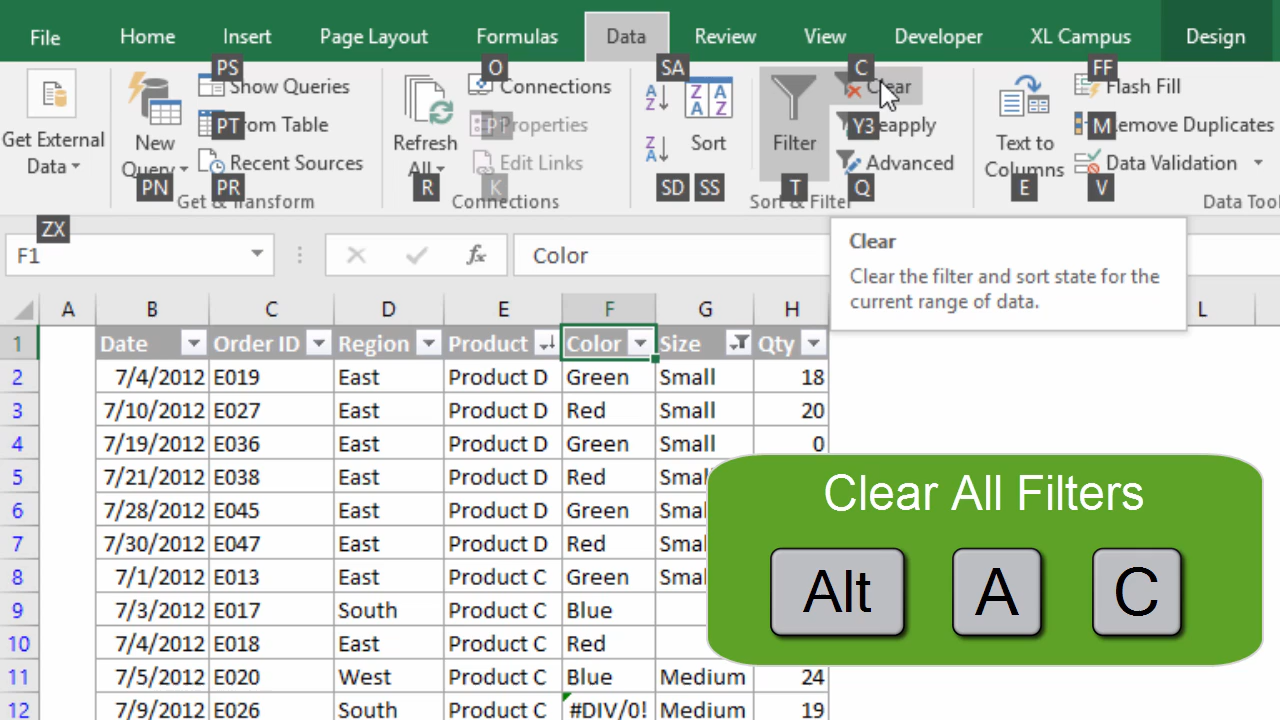 File Home Insert Page Layout Formulas Data Review View Developer XL Campus Design
PS O SA C FF
Show Queries Connections Clear Flash Fill
PT From Table P Properties Y3 Reapply M Remove Duplicates
Get External Data
New Query
Recent Sources
Refresh All
Edit Links
A Z Z A
Z A A Z
Sort
Filter
Advanced
Text to Columns
Data Validation
PN PR R K SD SS T Q E V
Get & Transform Connections Sort & Filter Data Tool
ZX
F1 fx Color
Clear
Clear the filter and sort state for the
current range of data.
A B C D E F G H L
1 Date Order ID Region Product Color Size Qty
2 7/4/2012 E019 East Product D Green Small 18
3 7/10/2012 E027 East Product D Red Small 20
4 7/19/2012 E036 East Product D Green Small 0
5 7/21/2012 E038 East Product D Red Smal
6 7/28/2012 E045 East Product D Green Smal
7 7/30/2012 E047 East Product D Red Smal
8 7/1/2012 E013 East Product C Green Smal
9 7/3/2012 E017 South Product C Blue
10 7/4/2012 E018 East Product C Red
11 7/5/2012 E020 West Product C Blue Medium 24
12 7/9/2012 E026 South Product C #DIV/0! Medium 19
Clear All Filters
Alt A C